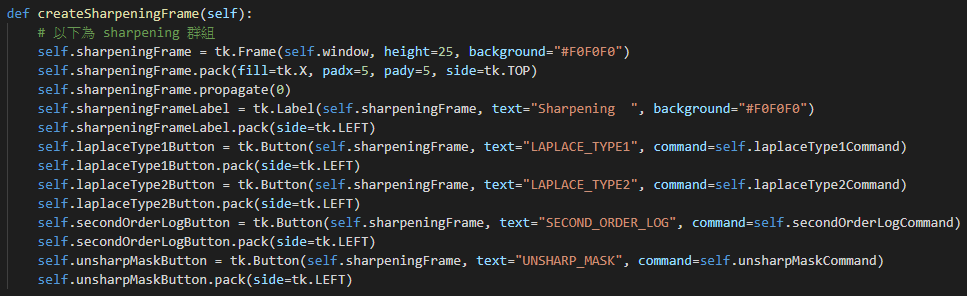 def createSharpeningFrame(self):
    # 以下為 sharpening 群組
    self.sharpeningFrame = tk.Frame(self.window, height=25, background="#F0F0F0")
    self.sharpeningFrame.pack(fill=tk.X, padx=5, pady=5, side=tk.TOP)
    self.sharpeningFrame.propagate(0)
    self.sharpeningFrameLabel = tk.Label(self.sharpeningFrame, text="Sharpening  ", background="#F0F0F0")
    self.sharpeningFrameLabel.pack(side=tk.LEFT)
    self.laplaceType1Button = tk.Button(self.sharpeningFrame, text="LAPLACE_TYPE1", command=self.laplaceType1Command)
    self.laplaceType1Button.pack(side=tk.LEFT)
    self.laplaceType2Button = tk.Button(self.sharpeningFrame, text="LAPLACE_TYPE2", command=self.laplaceType2Command)
    self.laplaceType2Button.pack(side=tk.LEFT)
    self.secondOrderLogButton = tk.Button(self.sharpeningFrame, text="SECOND_ORDER_LOG", command=self.secondOrderLogCommand)
    self.secondOrderLogButton.pack(side=tk.LEFT)
    self.unsharpMaskButton = tk.Button(self.sharpeningFrame, text="UNSHARP_MASK", command=self.unsharpMaskCommand)
    self.unsharpMaskButton.pack(side=tk.LEFT)